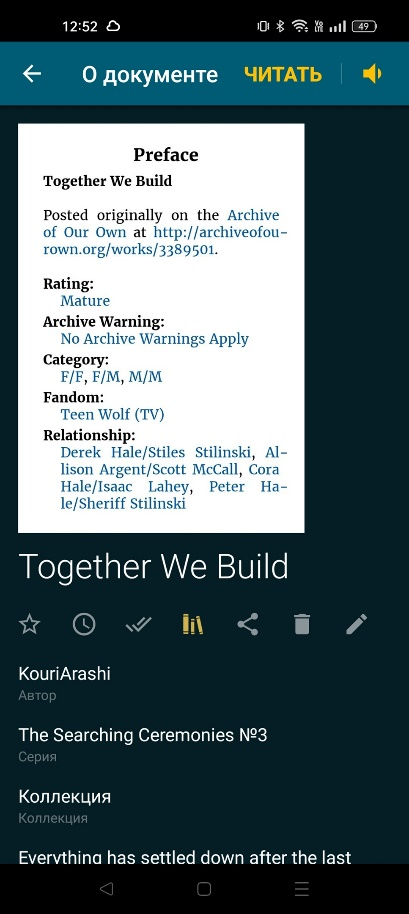 12:52
Vo
LTE
49
О документе
ЧИТАТЬ
Preface
Together We Build
Posted originally on the Archive
of Our Own at http://archiveofou-
rown.org/works/3389501.
Rating:
Mature
Archive Warning:
No Archive Warnings Apply
Category:
F/F, F/M, M/M
Fandom:
Teen Wolf (TV)
Relationship:
Derek Hale/Stiles Stilinski, Al-
lison Argent/Scott McCall, Cora
Hale/Isaac Lahey, Peter Ha-
le/Sheriff Stilinski
Together We Build
KouriArashi
Автор
The Searching Ceremonies №3
Серия
Коллекция
Коллекция
Everything has settled down after the last